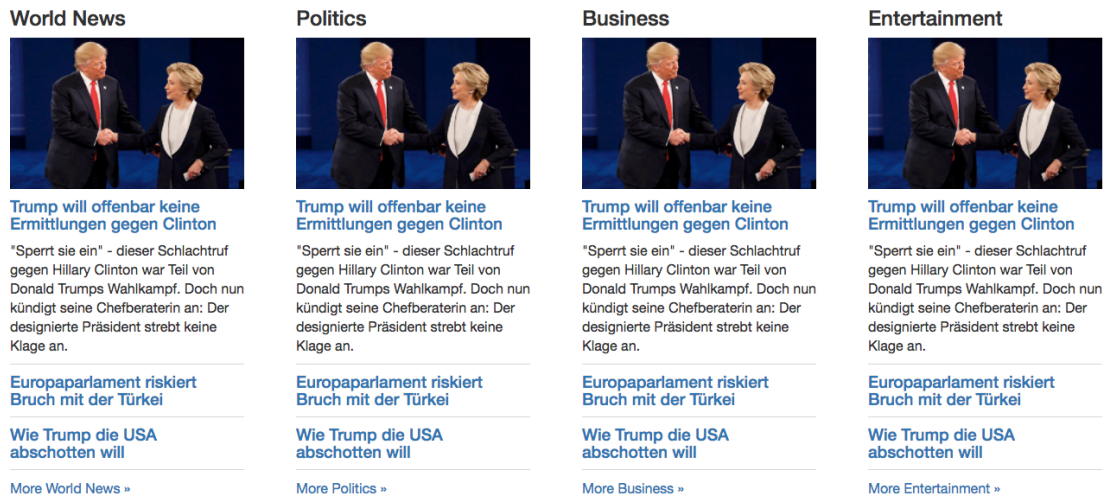 World News
Trump will offenbar keine
Ermittlungen gegen Clinton
"Sperrt sie ein" - dieser Schlachtruf
gegen Hillary Clinton war Teil von
Donald Trumps Wahlkampf. Doch nun
kündigt seine Chefberaterin an: Der
designierte Präsident strebt keine
Klage an.
Europaparlament riskiert
Bruch mit der Türkei
Wie Trump die USA
abschotten will
More World News »
Politics
Trump will offenbar keine
Ermittlungen gegen Clinton
"Sperrt sie ein" - dieser Schlachtruf
gegen Hillary Clinton war Teil von
Donald Trumps Wahlkampf. Doch nun
kündigt seine Chefberaterin an: Der
designierte Präsident strebt keine
Klage an.
Europaparlament riskiert
Bruch mit der Türkei
Wie Trump die USA
abschotten will
More Politics »
Business
Trump will offenbar keine
Ermittlungen gegen Clinton
"Sperrt sie ein" - dieser Schlachtruf
gegen Hillary Clinton war Teil von
Donald Trumps Wahlkampf. Doch nun
kündigt seine Chefberaterin an: Der
designierte Präsident strebt keine
Klage an.
Europaparlament riskiert
Bruch mit der Türkei
Wie Trump die USA
abschotten will
More Business »
Entertainment
Trump will offenbar keine
Ermittlungen gegen Clinton
"Sperrt sie ein" - dieser Schlachtruf
gegen Hillary Clinton war Teil von
Donald Trumps Wahlkampf. Doch nun
kündigt seine Chefberaterin an: Der
designierte Präsident strebt keine
Klage an.
Europaparlament riskiert
Bruch mit der Türkei
Wie Trump die USA
abschotten will
More Entertainment »